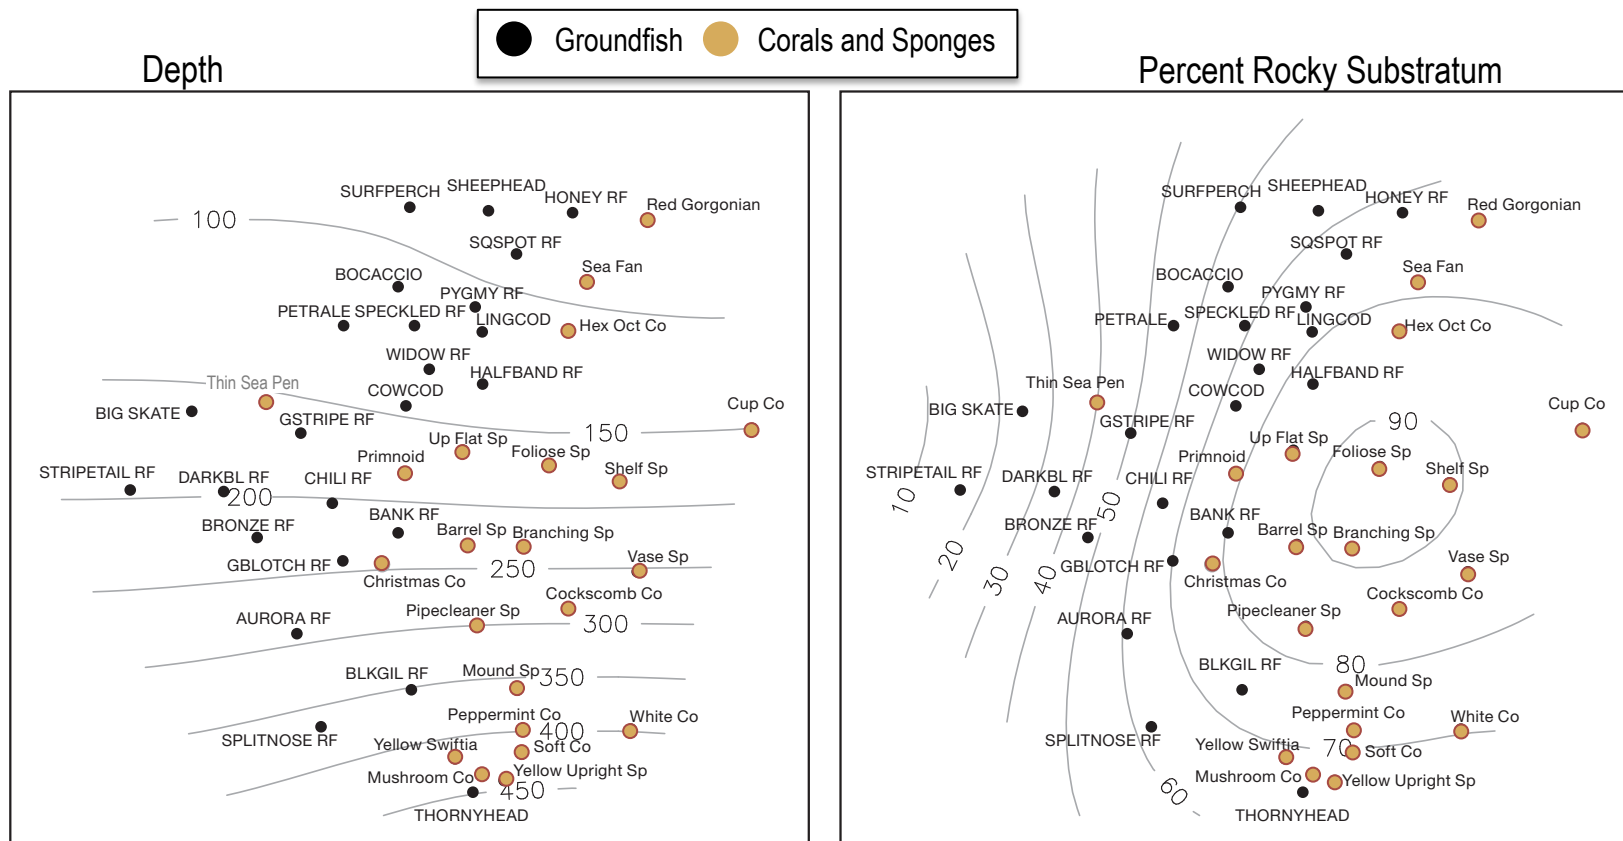 Groundfish Corals and Sponges
Depth
SURFPERCH SHEEPHEAD HONEY RF
Red Gorgonian
100
SQSPOT RF
Sea Fan
BOCACCIO
PYGMY RF
PETRALE SPECKLED RF
LINGCOD
Hex Oct Co
WIDOW RF
HALFBAND RF
Thin Sea Pen
COWCOD
Cup Co
BIG SKATE
GSTRIPE RF
150
Up Flat Sp
Primnoid
Foliose Sp
Shelf Sp
STRIPETAIL RF
DARKBL RF
CHILI RF
200
BANK RF
BRONZE RF
Barrel Sp
Branching Sp
Vase Sp
GBLOTCH RF
250
Christmas Co
Cockscomb Co
AURORA RF
Pipecleaner Sp
300
BLKGIL RF
Mound Sp
350
Peppermint Co
White Co
400
SPLITNOSE RF
Yellow Swiftia
Soft Co
Mushroom Co
Yellow Upright Sp
450
THORNYHEAD
Percent Rocky Substratum
SURFPERCH SHEEPHEAD HONEY RF
Red Gorgonian
SQSPOT RF
Sea Fan
BOCACCIO
PYGMY RF
PETRALE SPECKLED RF
LINGCOD
Hex Oct Co
WIDOW RF
HALFBAND RF
Thin Sea Pen
COWCOD
Cup Co
BIG SKATE
GSTRIPE RF
90
Up Flat Sp
Primnoid
Foliose Sp
Shelf Sp
STRIPETAIL RF
DARKBL RF
CHILI RF
10
50
BANK RF
BRONZE RF
Barrel Sp
Branching Sp
Vase Sp
20
30
40
GBLOTCH RF
Christmas Co
Cockscomb Co
AURORA RF
Pipecleaner Sp
BLKGIL RF
80
Mound Sp
Peppermint Co
White Co
SPLITNOSE RF
Yellow Swiftia
70
Soft Co
Mushroom Co
Yellow Upright Sp
60
THORNYHEAD